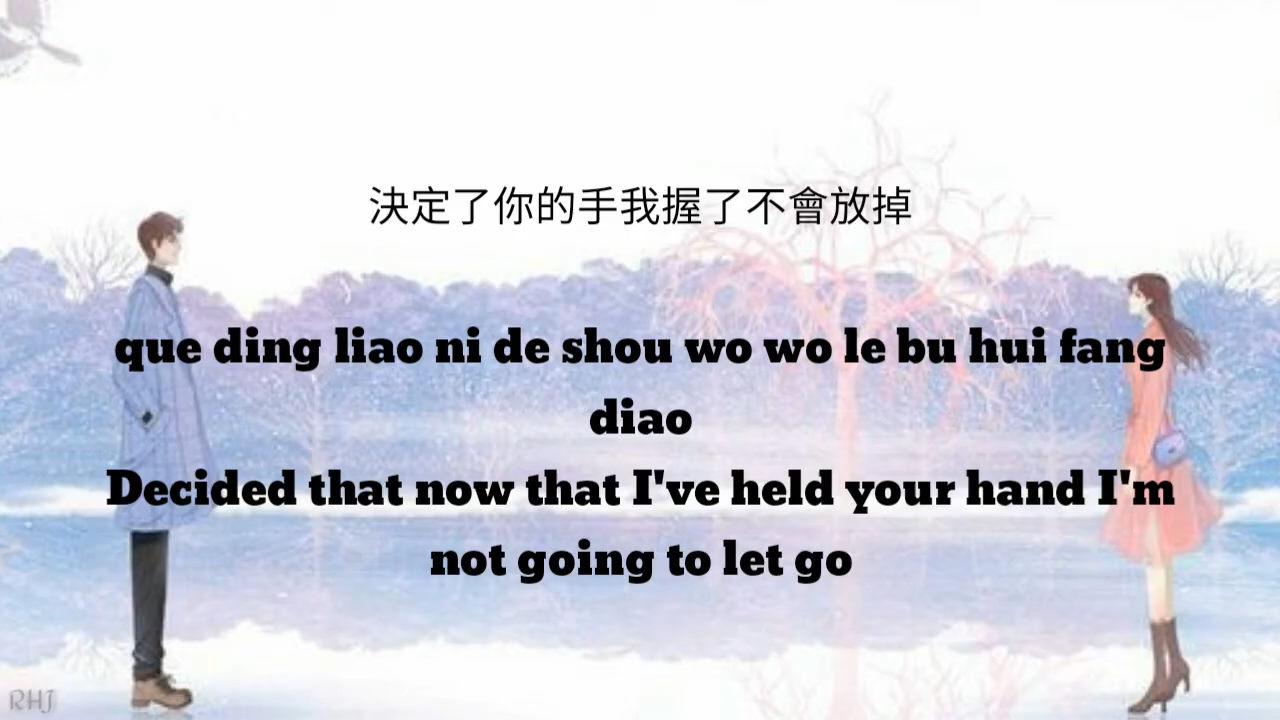 決定了你的手我握了不會放掉
que ding liao ni de shou wo wo le bu hui fang
diao
Decided that now that I've held your hand I'm
not going to let go
RHJ